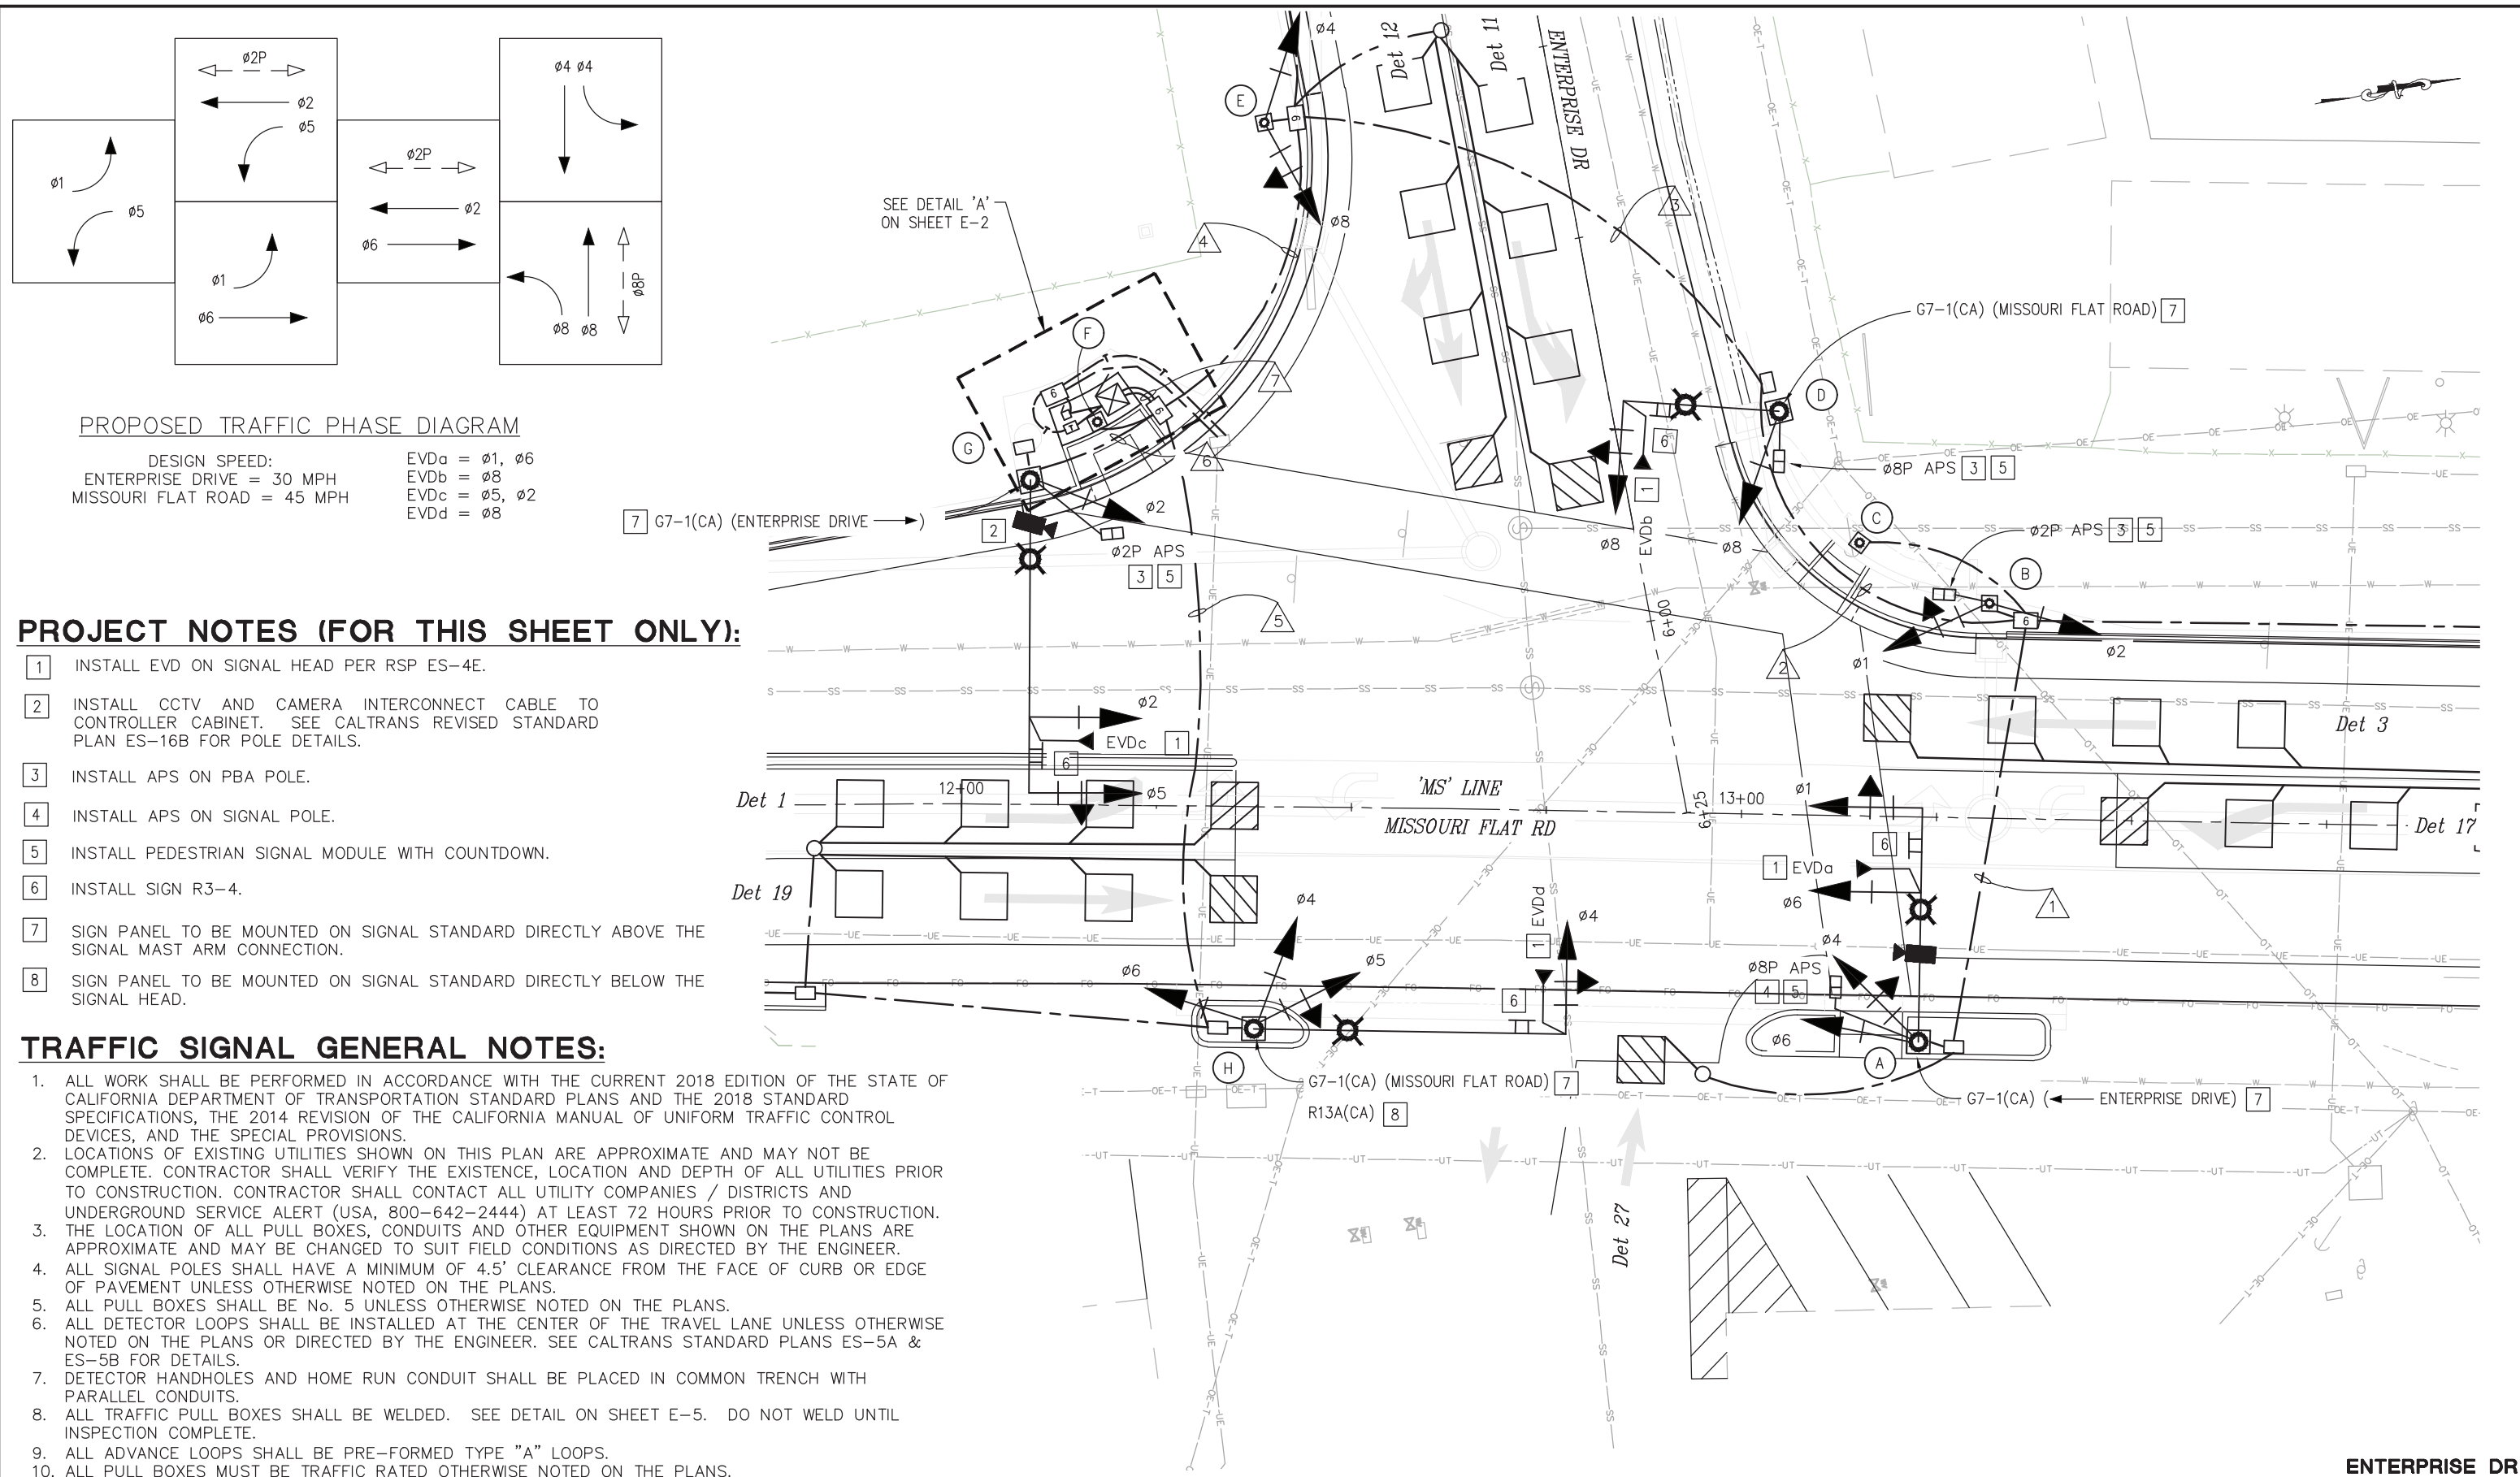 ø2P
ø2
ø5
ø1
ø5
ø1
ø6
ø2P
ø2
ø6
ø4 ø4
ø8 ø8
ø8P
PROPOSED TRAFFIC PHASE DIAGRAM
DESIGN SPEED:
ENTERPRISE DRIVE = 30 MPH
MISSOURI FLAT ROAD = 45 MPH
EVDa = ø1, ø6
EVDb = ø8
EVDc = ø5, ø2
EVDd = ø8
PROJECT NOTES (FOR THIS SHEET ONLY):
1 INSTALL EVD ON SIGNAL HEAD PER RSP ES-4E.
2 INSTALL CCTV AND CAMERA INTERCONNECT CABLE TO
CONTROLLER CABINET. SEE CALTRANS REVISED STANDARD
PLAN ES-16B FOR POLE DETAILS.
3 INSTALL APS ON PBA POLE.
4 INSTALL APS ON SIGNAL POLE.
5 INSTALL PEDESTRIAN SIGNAL MODULE WITH COUNTDOWN.
6 INSTALL SIGN R3-4.
7 SIGN PANEL TO BE MOUNTED ON SIGNAL STANDARD DIRECTLY ABOVE THE
SIGNAL MAST ARM CONNECTION.
8 SIGN PANEL TO BE MOUNTED ON SIGNAL STANDARD DIRECTLY BELOW THE
SIGNAL HEAD.
TRAFFIC SIGNAL GENERAL NOTES:
1. ALL WORK SHALL BE PERFORMED IN ACCORDANCE WITH THE CURRENT 2018 EDITION OF THE STATE OF
CALIFORNIA DEPARTMENT OF TRANSPORTATION STANDARD PLANS AND THE 2018 STANDARD
SPECIFICATIONS, THE 2014 REVISION OF THE CALIFORNIA MANUAL OF UNIFORM TRAFFIC CONTROL
DEVICES, AND THE SPECIAL PROVISIONS.
2. LOCATIONS OF EXISTING UTILITIES SHOWN ON THIS PLAN ARE APPROXIMATE AND MAY NOT BE
COMPLETE. CONTRACTOR SHALL VERIFY THE EXISTENCE, LOCATION AND DEPTH OF ALL UTILITIES PRIOR
TO CONSTRUCTION. CONTRACTOR SHALL CONTACT ALL UTILITY COMPANIES / DISTRICTS AND
UNDERGROUND SERVICE ALERT (USA, 800-642-2444) AT LEAST 72 HOURS PRIOR TO CONSTRUCTION.
3. THE LOCATION OF ALL PULL BOXES, CONDUITS AND OTHER EQUIPMENT SHOWN ON THE PLANS ARE
APPROXIMATE AND MAY BE CHANGED TO SUIT FIELD CONDITIONS AS DIRECTED BY THE ENGINEER.
4. ALL SIGNAL POLES SHALL HAVE A MINIMUM OF 4.5' CLEARANCE FROM THE FACE OF CURB OR EDGE
OF PAVEMENT UNLESS OTHERWISE NOTED ON THE PLANS.
5. ALL PULL BOXES SHALL BE No. 5 UNLESS OTHERWISE NOTED ON THE PLANS.
6. ALL DETECTOR LOOPS SHALL BE INSTALLED AT THE CENTER OF THE TRAVEL LANE UNLESS OTHERWISE
NOTED ON THE PLANS OR DIRECTED BY THE ENGINEER. SEE CALTRANS STANDARD PLANS ES-5A &
ES-5B FOR DETAILS.
7. DETECTOR HANDHOLES AND HOME RUN CONDUIT SHALL BE PLACED IN COMMON TRENCH WITH
PARALLEL CONDUITS.
8. ALL TRAFFIC PULL BOXES SHALL BE WELDED. SEE DETAIL ON SHEET E-5. DO NOT WELD UNTIL
INSPECTION COMPLETE.
9. ALL ADVANCE LOOPS SHALL BE PRE-FORMED TYPE "A" LOOPS.
10. ALL PULL BOXES MUST BE TRAFFIC RATED OTHERWISE NOTED ON THE PLANS.
SEE DETAIL 'A'
ON SHEET E-2
ø4
E
6
ø8
4
Det 12
Det 11
ENTERPRISE DR
3
F
6
6
7
G
6
ø2
2
7 G7-1(CA) (ENTERPRISE DRIVE )
ø2P APS
3 5
5
G7-1(CA) (MISSOURI FLAT ROAD) 7
D
6
1
EVDb
ø8
ø8
ø8P APS 3 5
C
ø2P APS 3 5
B
6
ø2
ø1
2
6+00
ø2
EVDc 1
6
ø5
Det 1
12+00
'MS' LINE
MISSOURI FLAT RD
6+25
13+00
Det 3
Det 17
ø1
6
1 EVDa
ø6
1
Det 19
ø4
ø6
ø5
1 EVDd
ø4
6
ø4
ø8P APS
4 5
ø6
A
H
G7-1(CA) (MISSOURI FLAT ROAD) 7
R13A(CA) 8
G7-1(CA) ( ENTERPRISE DRIVE) 7
Det 27
ENTERPRISE DR